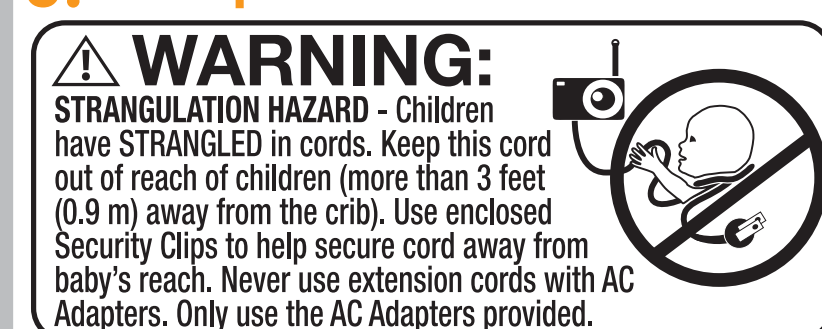 WARNING:
STRANGULATION HAZARD - Children
have STRANGLED in cords. Keep this cord
out of reach of children (more than 3 feet
(0.9 m) away from the crib). Use enclosed
Security Clips to help secure cord away from
baby’s reach. Never use extension cords with AC
Adapters. Only use the AC Adapters provided.